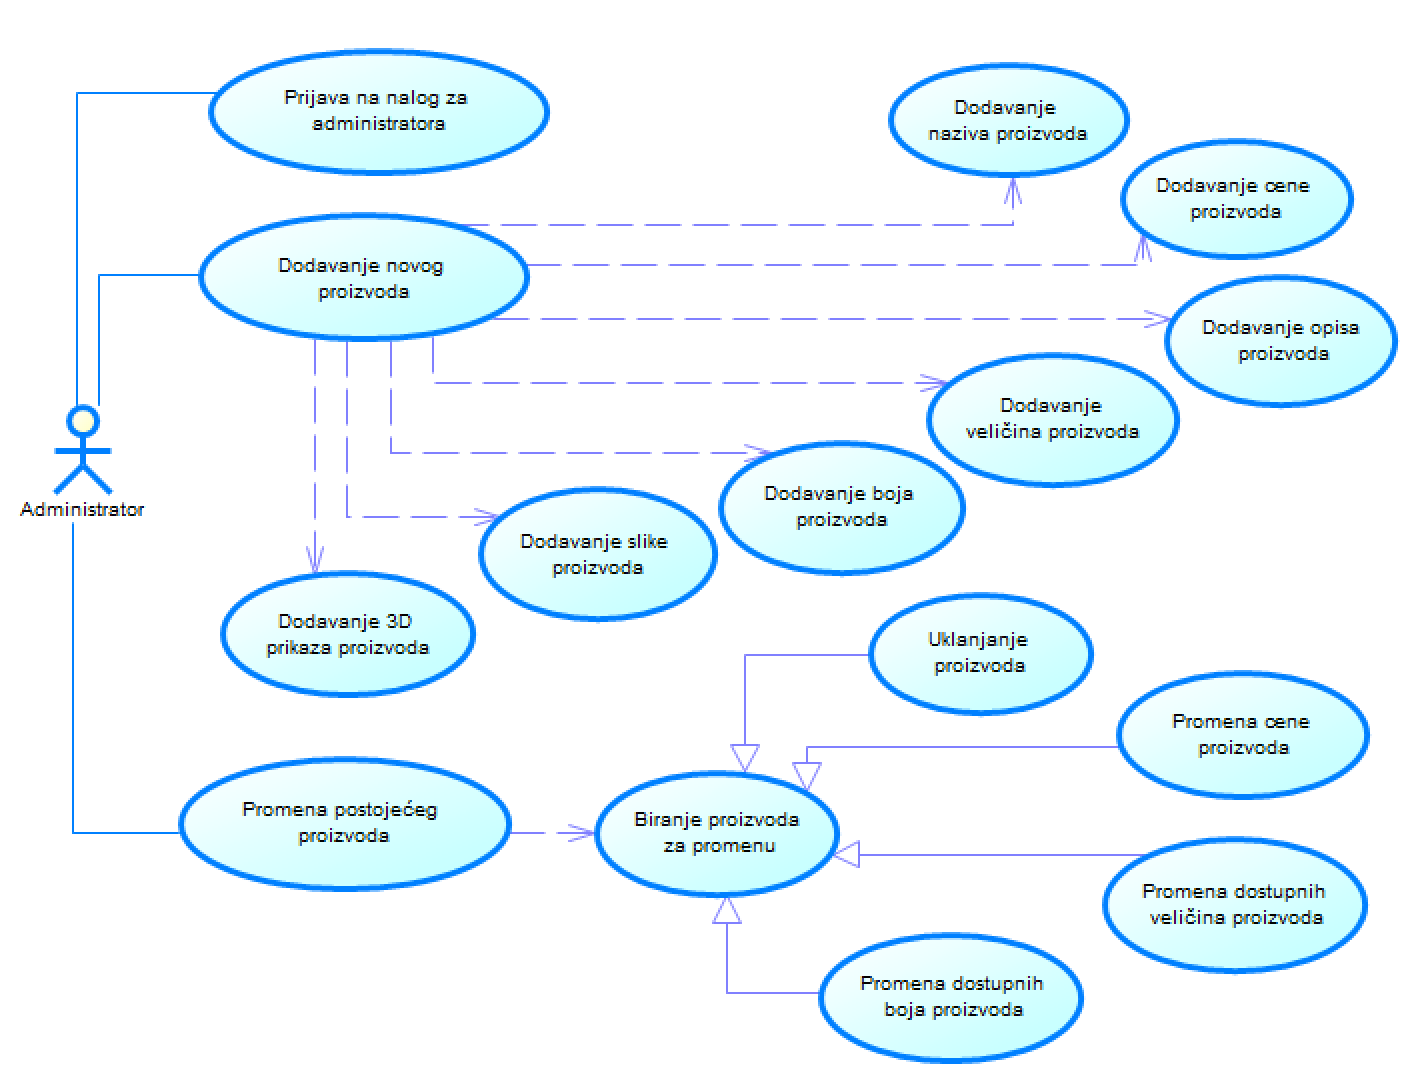 Prijava na nalog za
administratora
Dodavanje
naziva proizvoda
Dodavanje cene
proizvoda
Dodavanje novog
proizvoda
Dodavanje opisa
proizvoda
Dodavanje
veličina proizvoda
Administrator
Dodavanje boja
proizvoda
Dodavanje slike
proizvoda
Dodavanje 3D
prikaza proizvoda
Uklanjanje
proizvoda
Promena cene
proizvoda
Promena postojećeg
proizvoda
Biranje proizvoda
za promenu
Promena dostupnih
veličina proizvoda
Promena dostupnih
boja proizvoda